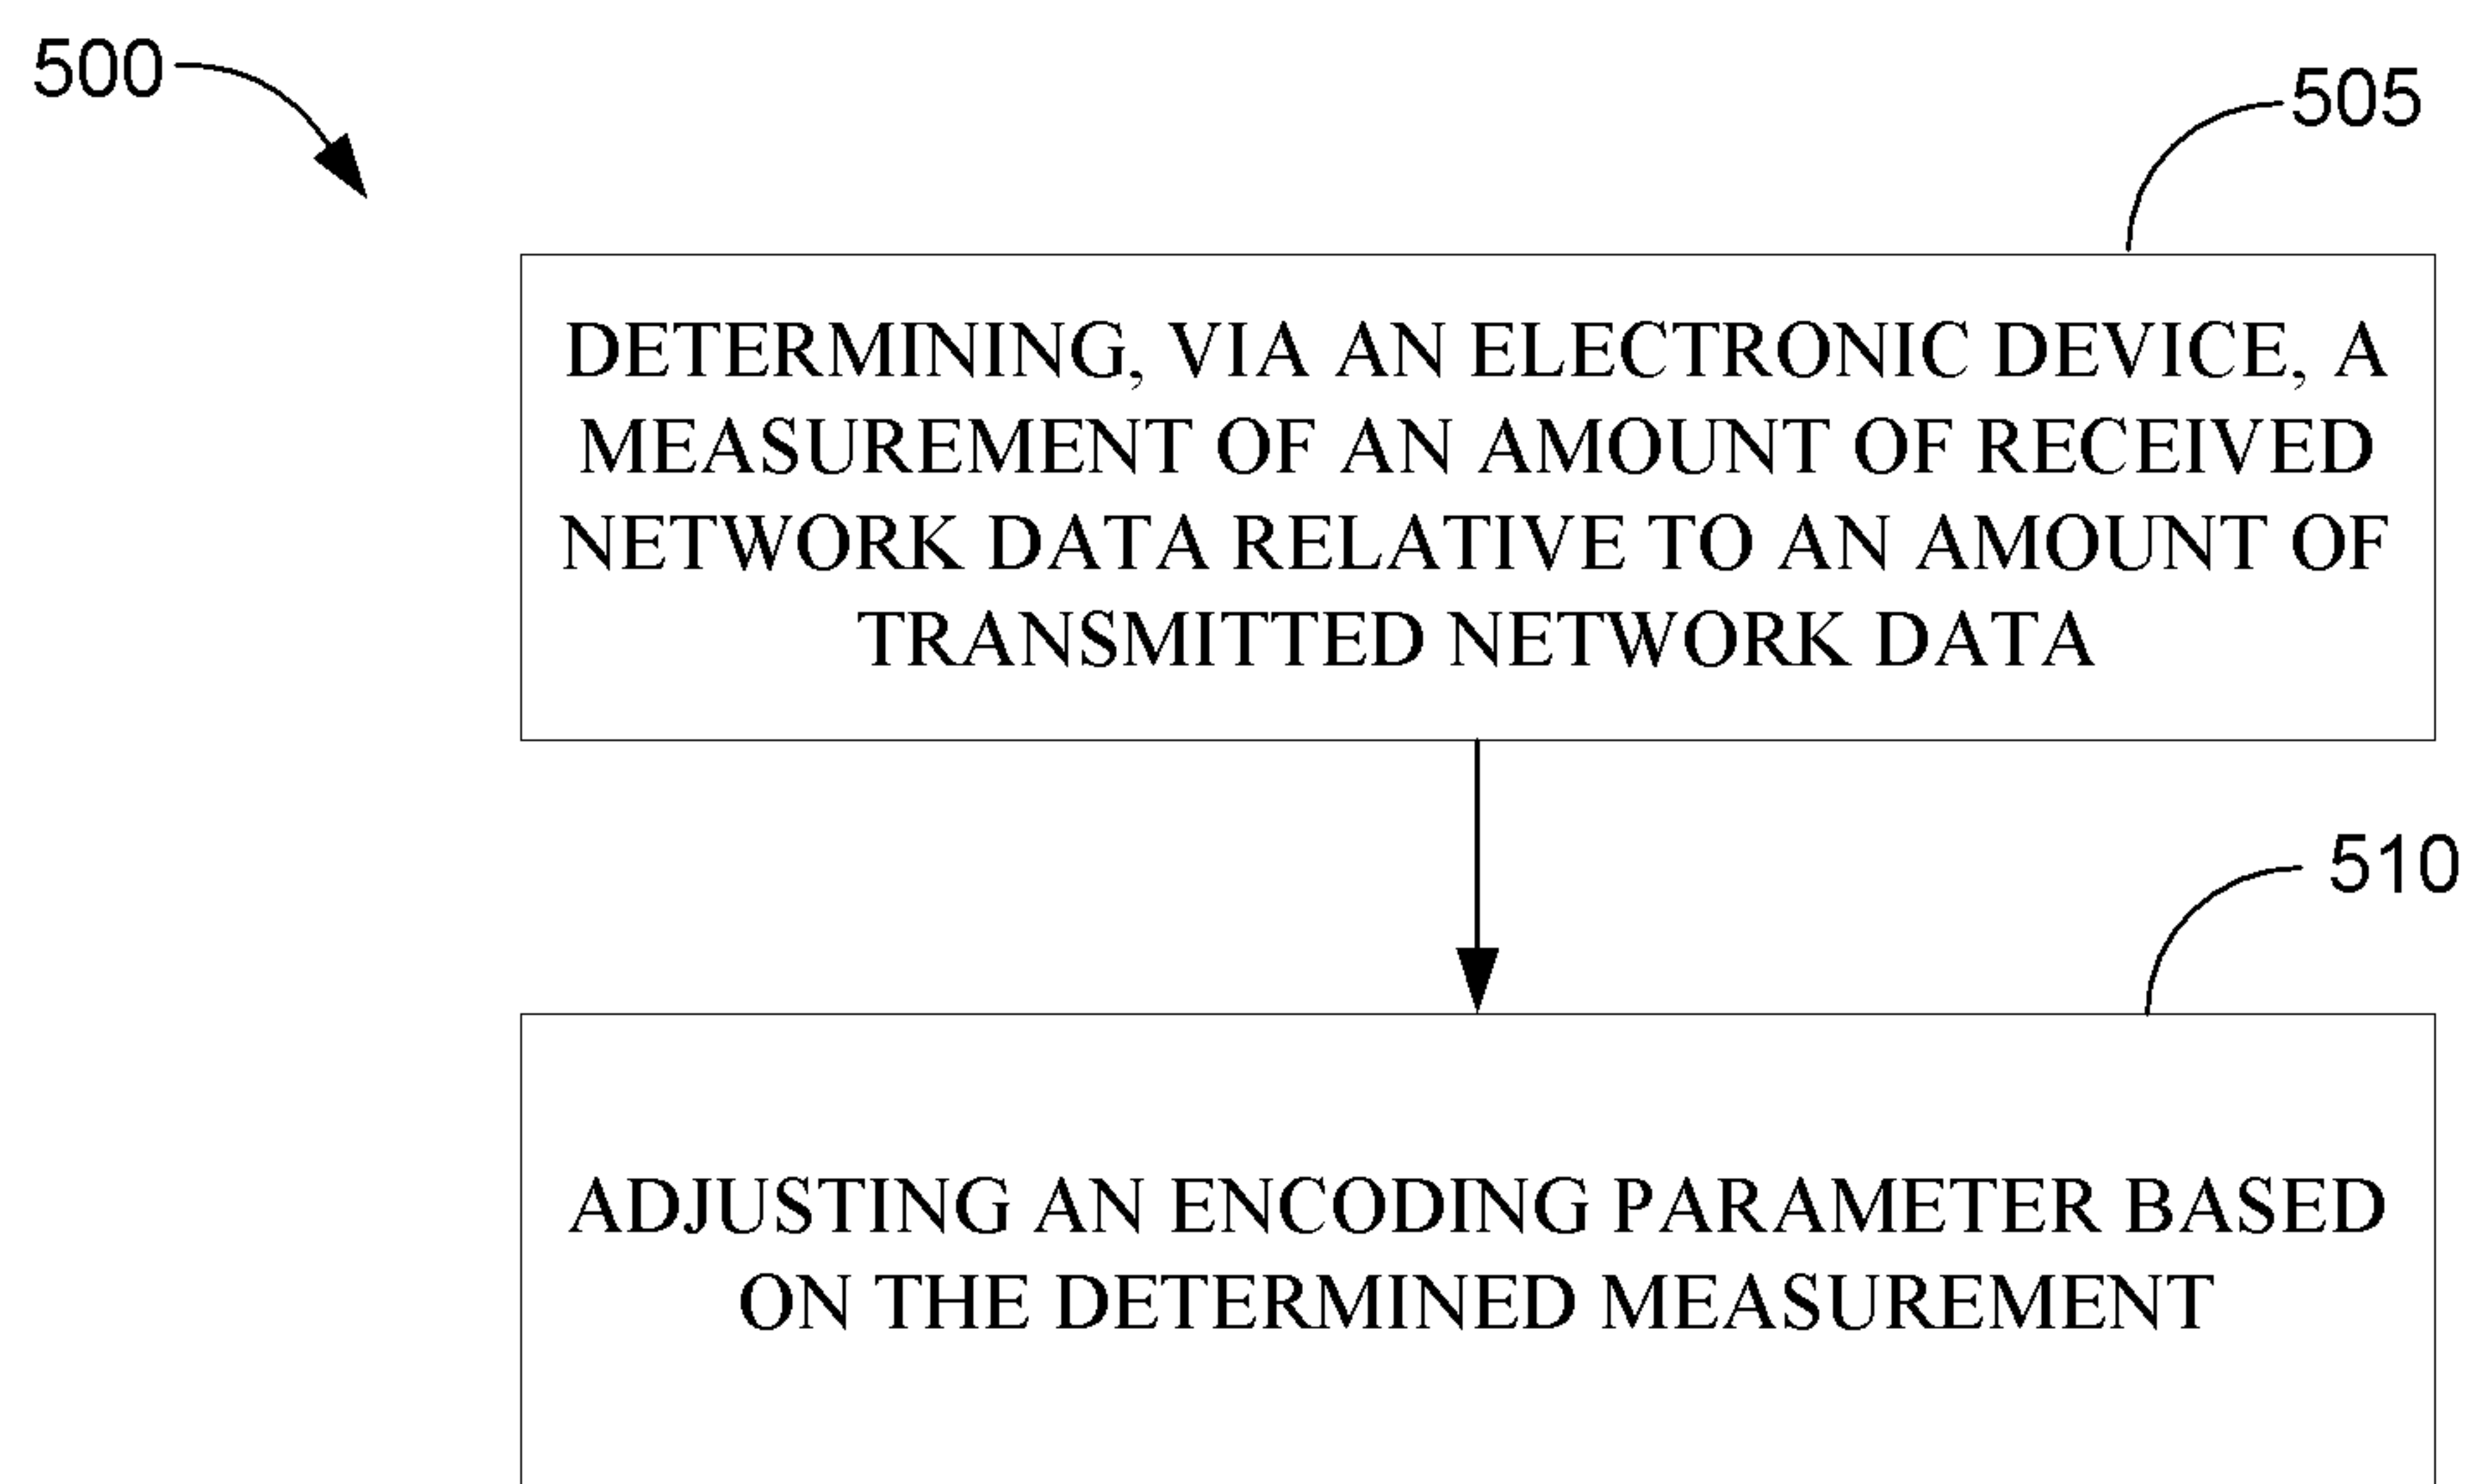 500
505
DETERMINING, VIA AN ELECTRONIC DEVICE, A
MEASUREMENT OF AN AMOUNT OF RECEIVED
NETWORK DATA RELATIVE TO AN AMOUNT OF
TRANSMITTED NETWORK DATA
510
ADJUSTING AN ENCODING PARAMETER BASED
ON THE DETERMINED MEASUREMENT